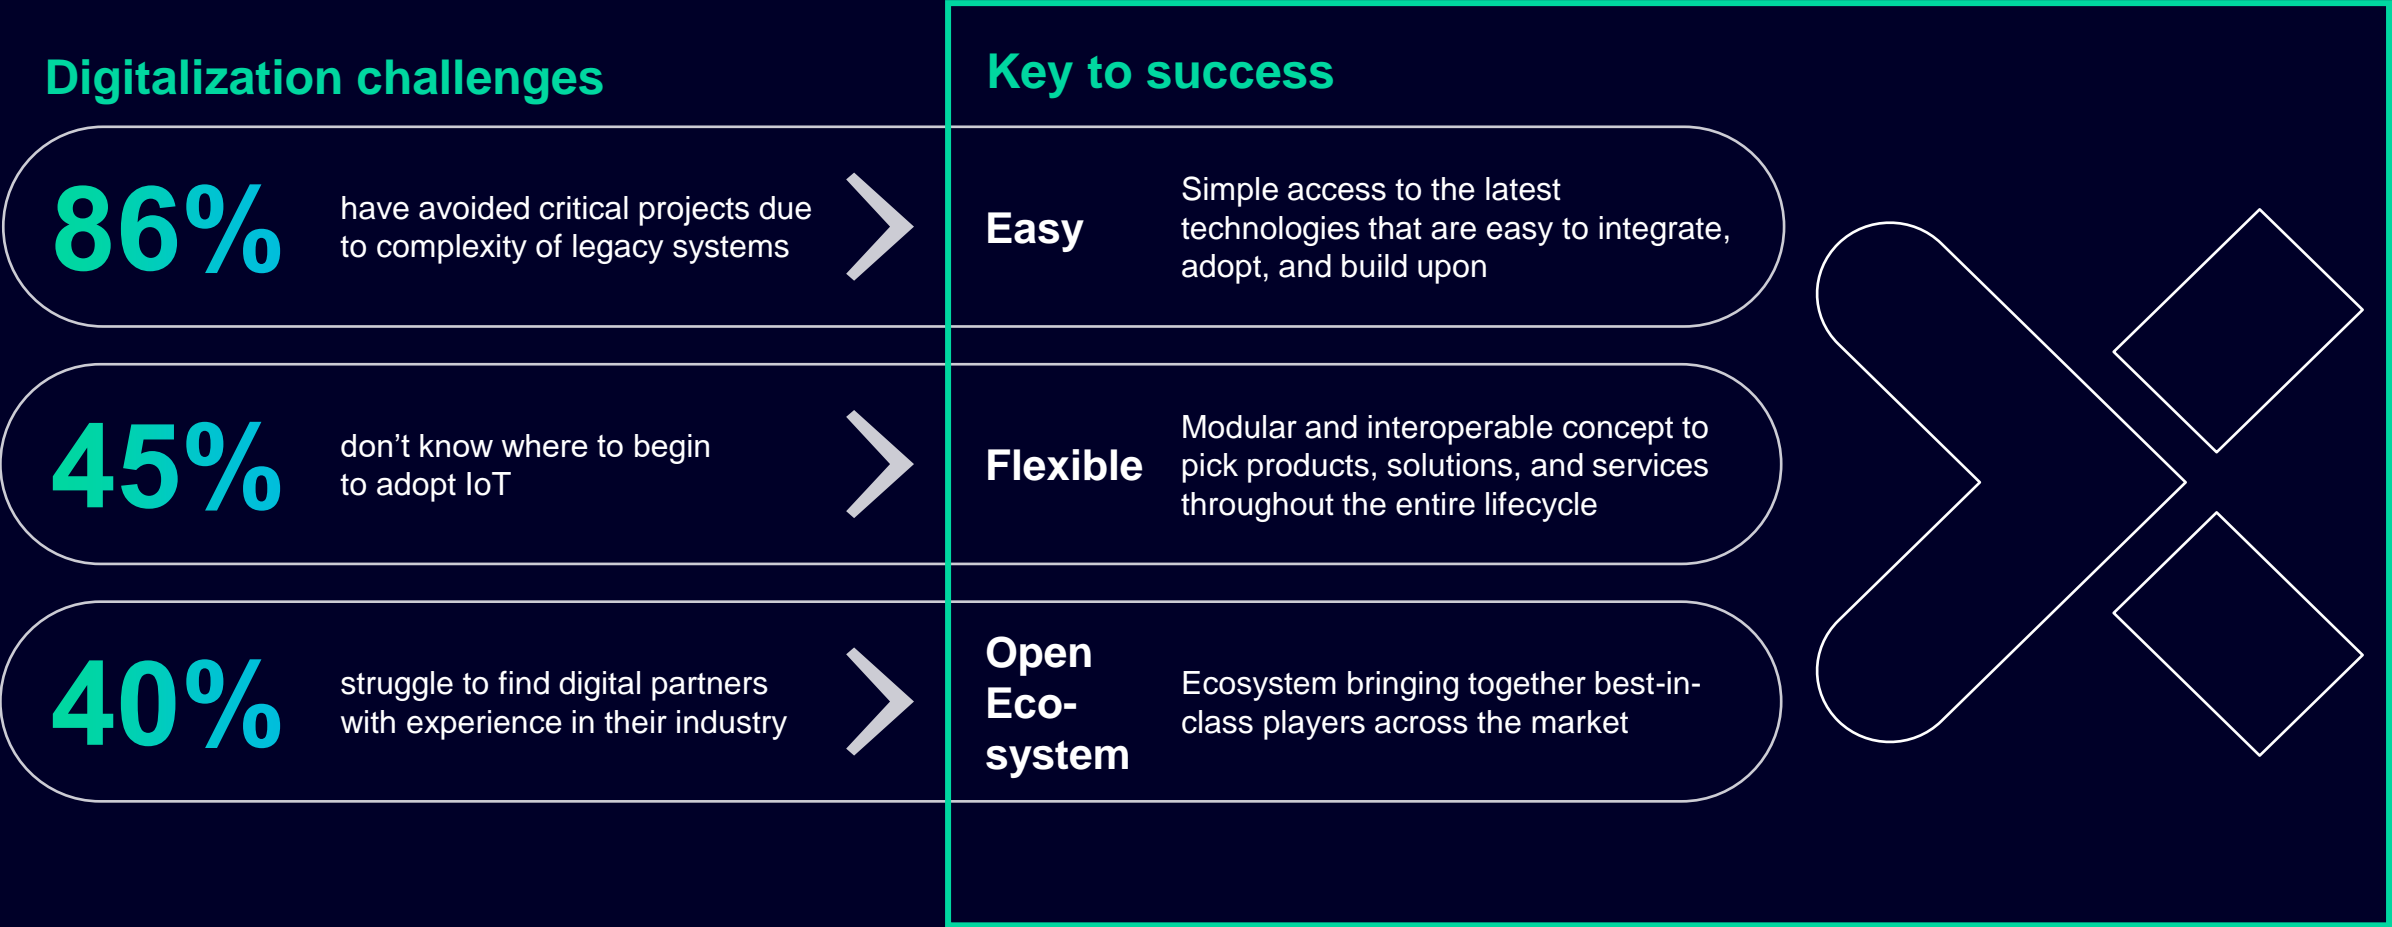 Digitalization challenges
Key to success
86%
have avoided critical projects due
to complexity of legacy systems
Easy
Simple access to the latest
technologies that are easy to integrate,
adopt, and build upon
45%
don’t know where to begin
to adopt IoT
Flexible
Modular and interoperable concept to
pick products, solutions, and services
throughout the entire lifecycle
40%
struggle to find digital partners
with experience in their industry
Open
Eco-
system
Ecosystem bringing together best-in-
class players across the market